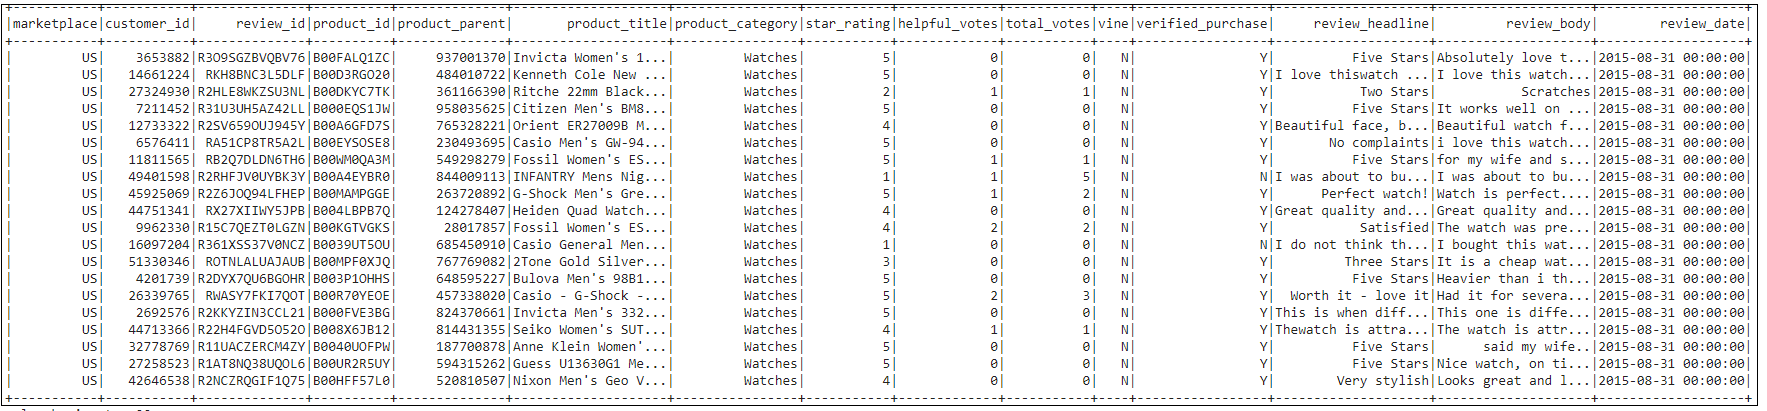 |marketplace|customer_id|review_id|product_id|product_parent|product_title|product_category|star_rating|helpful_votes|total_votes|vine|verified_purchase|review_headline|review_body|review_date|
|US|3653882|R3O9SGZBVQBV76|B00FALQ1ZC|937001370|Invicta Women's 1...|Watches|5|0|0|N|Y|Five Stars|Absolutely love t...|2015-08-31 00:00:00|
|US|14661224|RKH8BNC3L5DLF|B00D3RGO20|484010722|Kenneth Cole New ...|Watches|5|0|0|N|Y|I love thiswatch ...|I love this watch...|2015-08-31 00:00:00|
|US|27324930|R2HLE8WKZSU3NL|B00DKYC7TK|361166390|Ritche 22mm Black...|Watches|2|1|1|N|Y|Two Stars|Scratches|2015-08-31 00:00:00|
|US|7211452|R31U3UH5AZ42LL|B000EQS1JW|958035625|Citizen Men's BM8...|Watches|5|0|0|N|Y|Five Stars|It works well on ...|2015-08-31 00:00:00|
|US|12733322|R2SV659OUJ945Y|B00A6GFD7S|765328221|Orient ER27009B M...|Watches|4|0|0|N|Y|Beautiful face, b...|Beautiful watch f...|2015-08-31 00:00:00|
|US|6576411|RA51CP8TR5A2L|B00EYSOSE8|230493695|Casio Men's GW-94...|Watches|5|0|0|N|Y|No complaints|i love this watch...|2015-08-31 00:00:00|
|US|11811565|RB2Q7DLDN6TH6|B00WM0QA3M|549298279|Fossil Women's ES...|Watches|5|1|1|N|Y|Five Stars|for my wife and s...|2015-08-31 00:00:00|
|US|49401598|R2RHFJV0UYBK3Y|B00A4EYBR0|844009113|INFANTRY Mens Nig...|Watches|1|1|5|N|N|I was about to bu...|I was about to bu...|2015-08-31 00:00:00|
|US|45925069|R2Z6JOQ94LFHEP|B00MAMPGGE|263720892|G-Shock Men's Gre...|Watches|5|1|2|N|Y|Perfect watch!|Watch is perfect....|2015-08-31 00:00:00|
|US|44751341|RX27XIIWY5JPB|B004LBPB7Q|124278407|Heiden Quad Watch...|Watches|4|0|0|N|Y|Great quality and...|Great quality and...|2015-08-31 00:00:00|
|US|9962330|R15C7QEZT0LGZN|B00KGTVGKS|28017857|Fossil Women's ES...|Watches|4|2|2|N|Y|Satisfied|The watch was pre...|2015-08-31 00:00:00|
|US|16097204|R361XSS37V0NCZ|B0039UT5OU|685450910|Casio General Men...|Watches|1|0|0|N|N|I do not think th...|I bought this wat...|2015-08-31 00:00:00|
|US|51330346|ROTNLALUAJAUB|B00MPF0XJQ|767769082|2Tone Gold Silver...|Watches|3|0|0|N|Y|Three Stars|It is a cheap wat...|2015-08-31 00:00:00|
|US|4201739|R2DYX7QU6BGOHR|B003P1OHHS|648595227|Bulova Men's 98B1...|Watches|5|0|0|N|Y|Five Stars|Heavier than i th...|2015-08-31 00:00:00|
|US|26339765|RWASY7FKI7QOT|B00R70YEOE|457338020|Casio - G-Shock -...|Watches|5|2|3|N|Y|Worth it - love it|Had it for severa...|2015-08-31 00:00:00|
|US|2692576|R2KKYZIN3CCL21|B000FVE3BG|824370661|Invicta Men's 332...|Watches|5|0|0|N|Y|This is when diff...|This one is diffe...|2015-08-31 00:00:00|
|US|44713366|R22H4FGVD5O52O|B008X6JB12|814431355|Seiko Women's SUT...|Watches|4|1|1|N|Y|Thewatch is attra...|The watch is attr...|2015-08-31 00:00:00|
|US|32778769|R11UACZERCM4ZY|B0040UOFPW|187700878|Anne Klein Women'...|Watches|5|0|0|N|Y|Five Stars|said my wife..|2015-08-31 00:00:00|
|US|27258523|R1AT8NQ38UQOL6|B00UR2R5UY|594315262|Guess U13630G1 Me...|Watches|5|0|0|N|Y|Five Stars|Nice watch, on ti...|2015-08-31 00:00:00|
|US|42646538|R2NCZRQGIF1Q75|B00HFF57L0|520810507|Nixon Men's Geo V...|Watches|4|0|0|N|Y|Very stylish|Looks great and l...|2015-08-31 00:00:00|